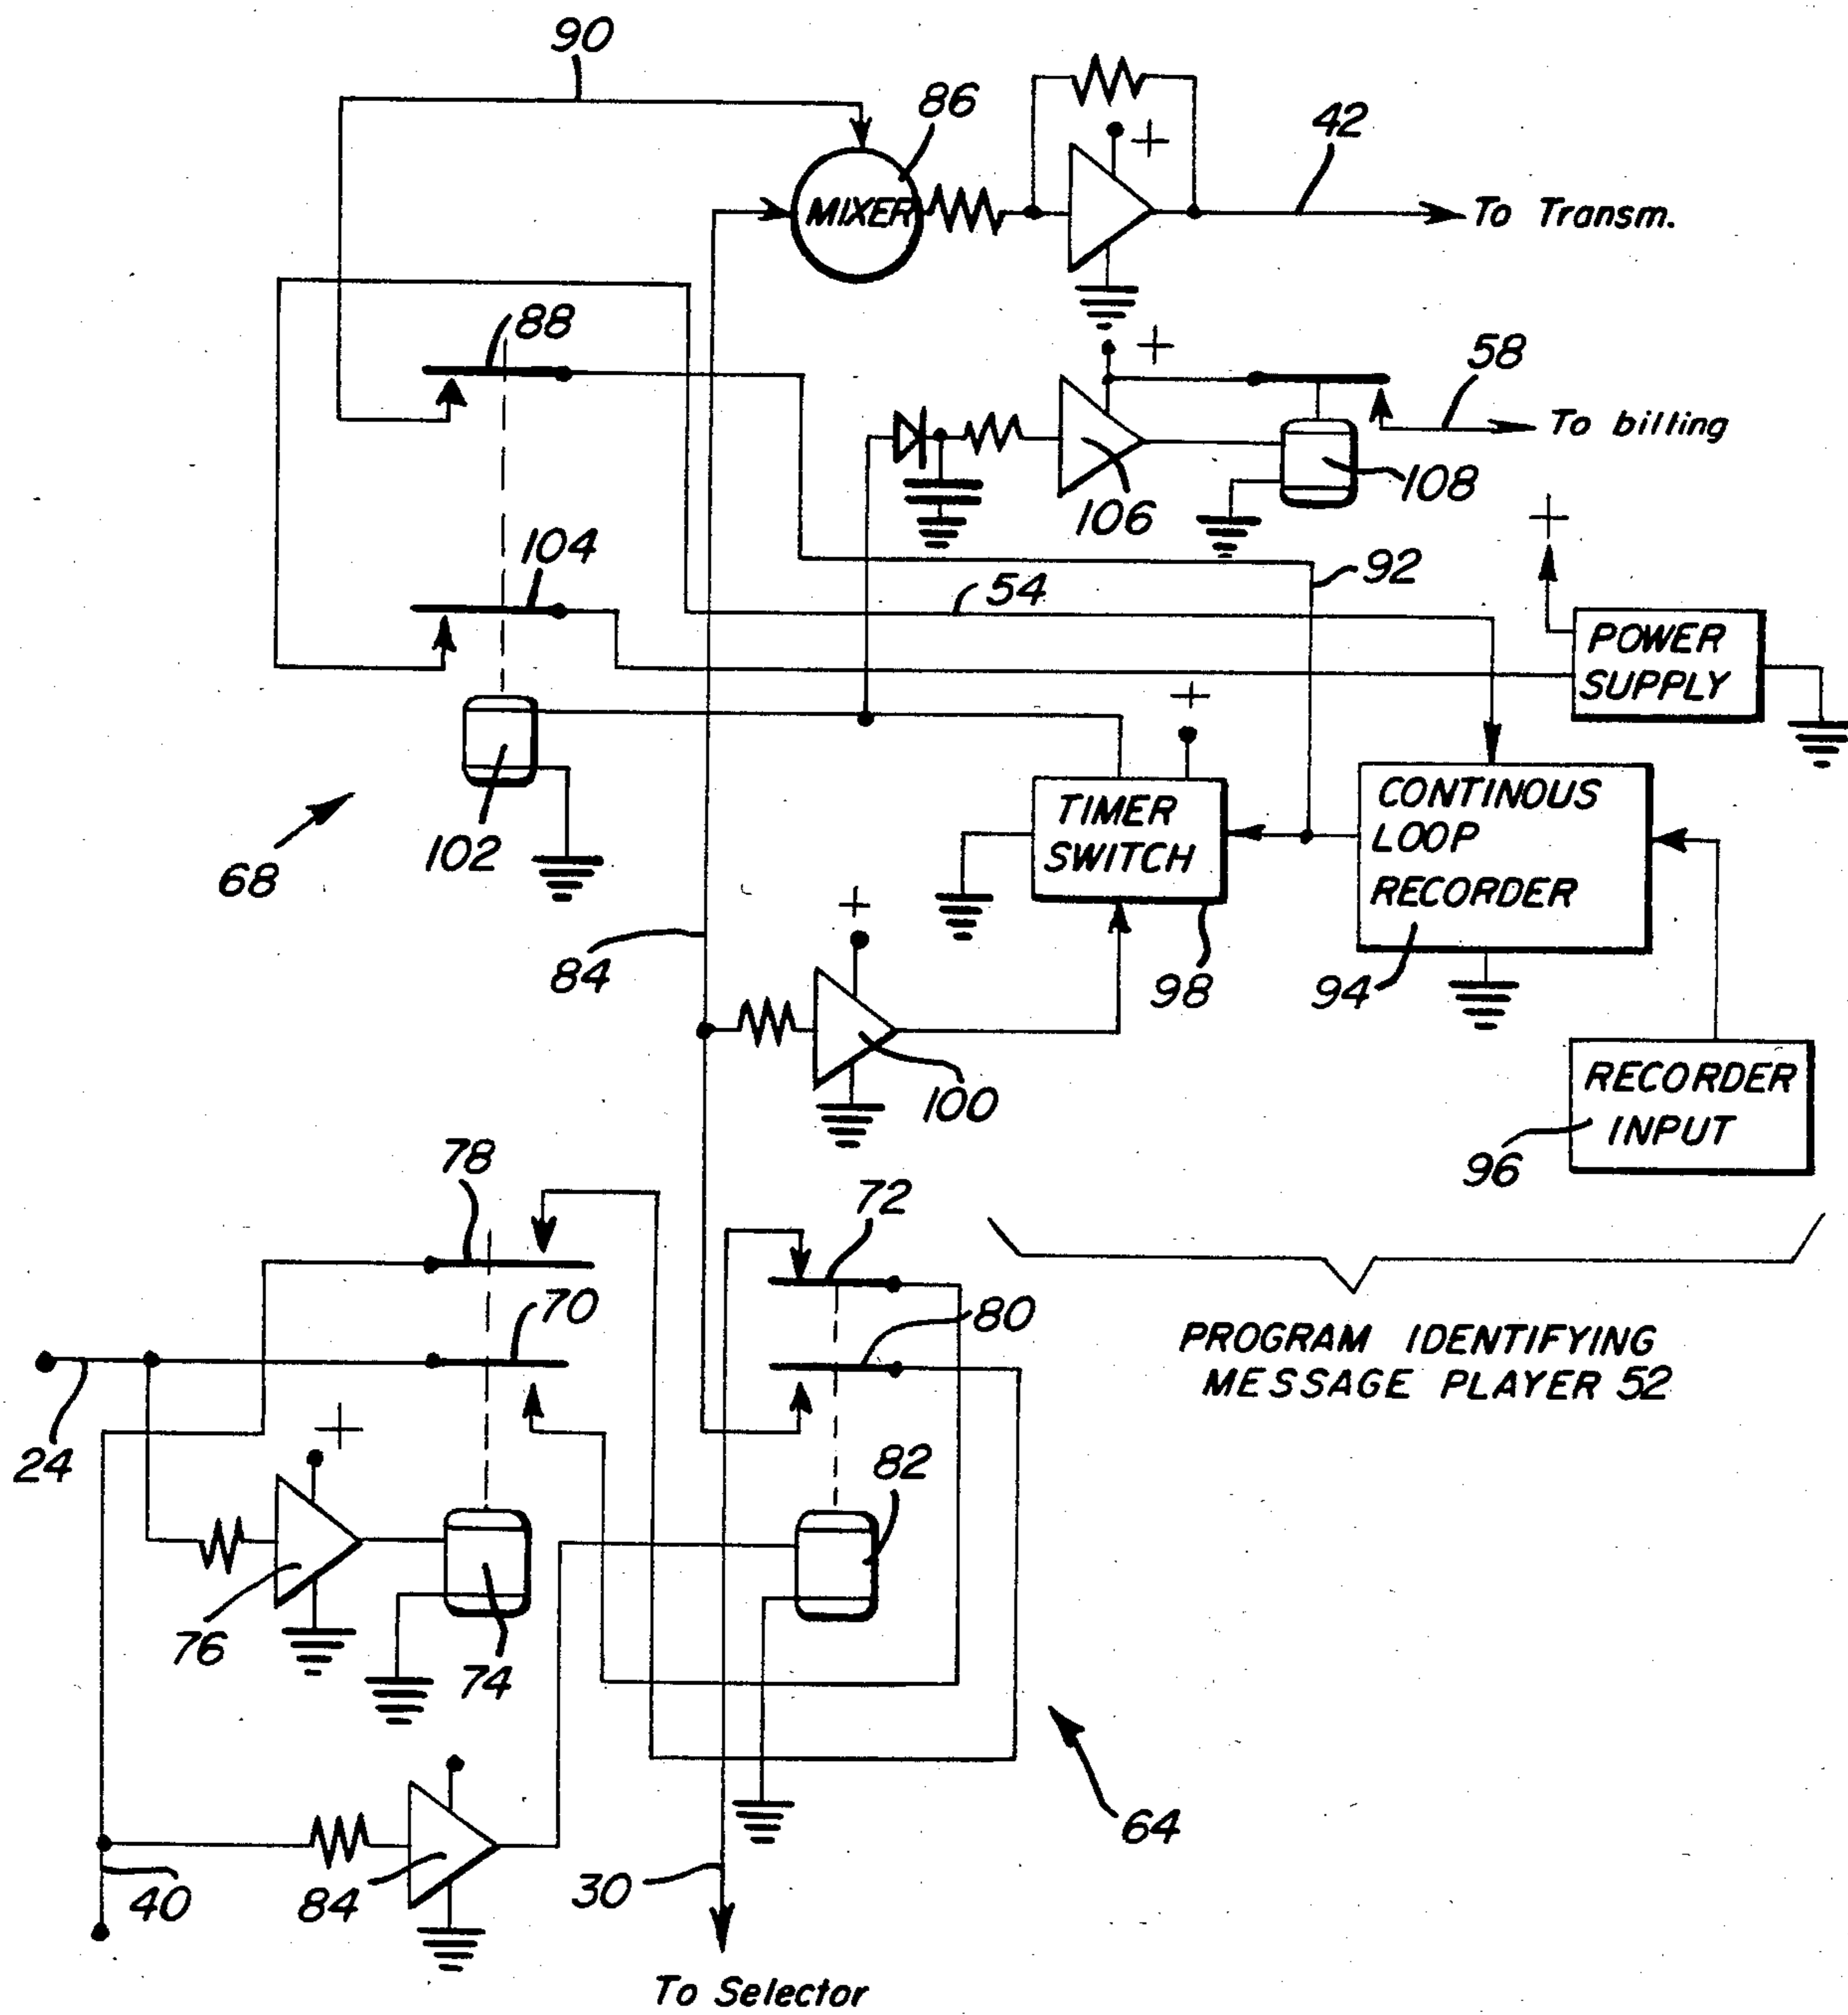 90
86
MIXER
+
42
To Transm.
88
+
58
To billing
106
108
104
54
92
+
POWER
SUPPLY
+
102
68
TIMER
SWITCH
CONTINOUS
LOOP
RECORDER
+
84
98
94
100
RECORDER
INPUT
96
78
72
70
80
PROGRAM IDENTIFYING
MESSAGE PLAYER 52
24
+
82
76
74
64
40
84
30
To Selector